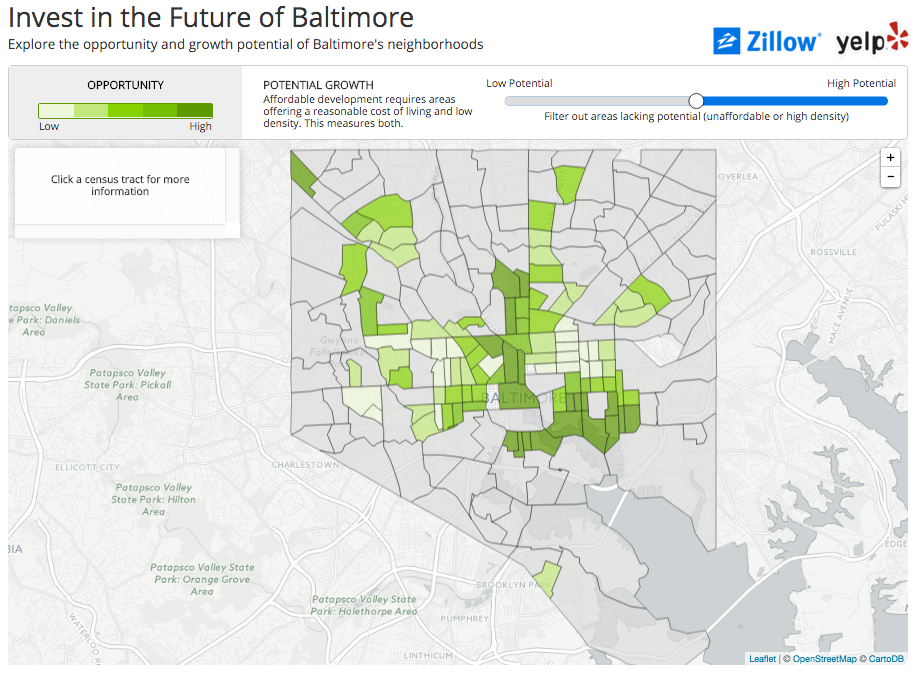 Invest in the Future of Baltimore
Explore the opportunity and growth potential of Baltimore's neighborhoods
Zillow®
yelp
OPPORTUNITY
Low
High
POTENTIAL GROWTH
Affordable development requires areas
offering a reasonable cost of living and low
density. This measures both.
Low Potential
High Potential
Filter out areas lacking potential (unaffordable or high density)
Click a census tract for more
information
+
−
OVERLEA
PULASKI H
ROSSVILLE
MACE AVENUE
tapsco Valley
e Park: Daniels
Area
Gwynns
Patapsco Valley
State Park: Pickall
Area
BALTIMORE
CHARLESTOWN
ELLICOTT CITY
Patapsco Valley
State Park: Hilton
Area
BIA
EDGE
Patapsco Valley State
Park: Orange Grove
Area
BROOKLYN PA
Patapsco Valley State
Park: Halethorpe Area
PUMPHREY
WATERLOO RO
LINTHICUM
Leaflet | © OpenStreetMap © CartoDB